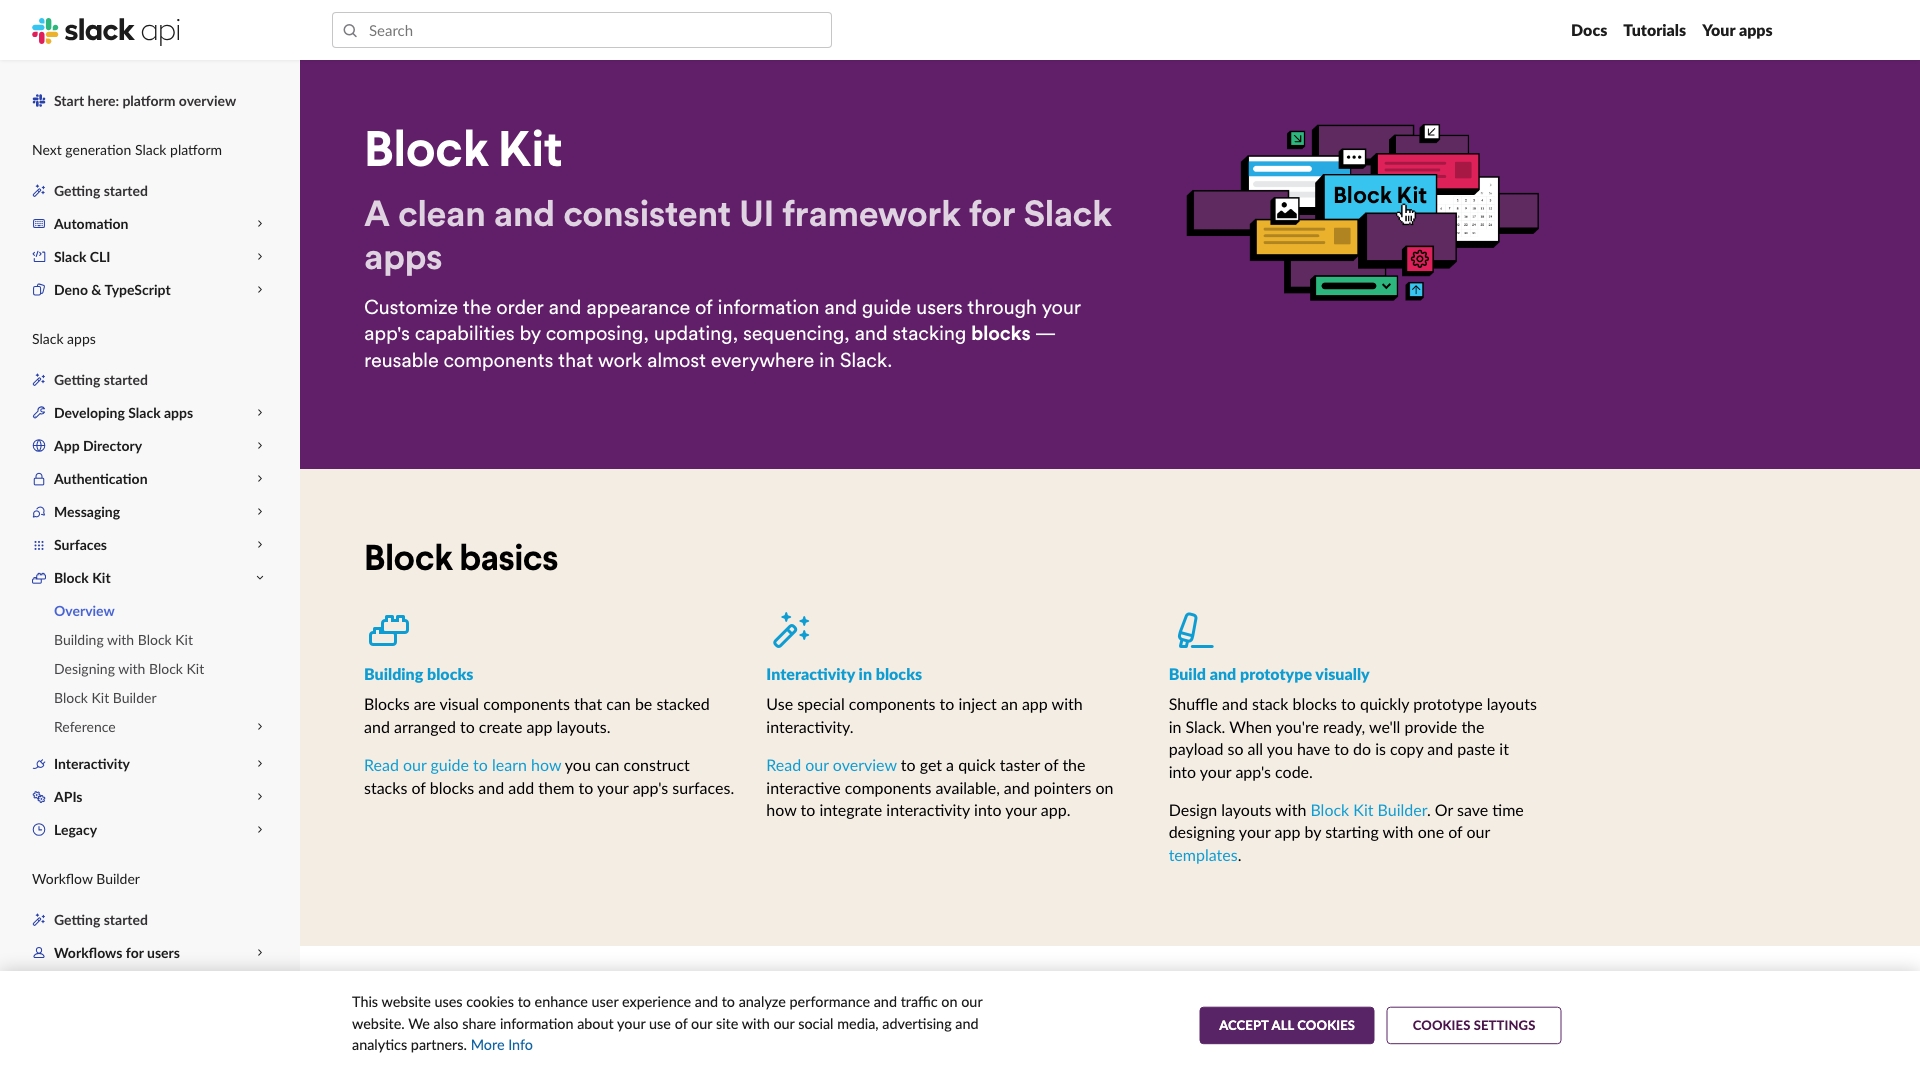 slack api
Search
Docs
Tutorials
Your apps
Start here: platform overview
Next generation Slack platform
Getting started
Automation
Slack CLI
Deno & TypeScript
Slack apps
Getting started
Developing Slack apps
App Directory
Authentication
Messaging
Surfaces
Block Kit
Overview
Building with Block Kit
Designing with Block Kit
Block Kit Builder
Reference
Interactivity
APIs
Legacy
Workflow Builder
Getting started
Workflows for users
Block Kit
A clean and consistent UI framework for Slack
apps
Customize the order and appearance of information and guide users through your
app's capabilities by composing, updating, sequencing, and stacking blocks —
reusable components that work almost everywhere in Slack.
Block Kit
Block basics
Building blocks
Blocks are visual components that can be stacked
and arranged to create app layouts.
Read our guide to learn how you can construct
stacks of blocks and add them to your app's surfaces.
Interactivity in blocks
Use special components to inject an app with
interactivity.
Read our overview to get a quick taster of the
interactive components available, and pointers on
how to integrate interactivity into your app.
Build and prototype visually
Shuffle and stack blocks to quickly prototype layouts
in Slack. When you're ready, we'll provide the
payload so all you have to do is copy and paste it
into your app's code.
Design layouts with Block Kit Builder. Or save time
designing your app by starting with one of our
templates.
This website uses cookies to enhance user experience and to analyze performance and traffic on our
website. We also share information about your use of our site with our social media, advertising and
analytics partners. More Info
ACCEPT ALL COOKIES
COOKIES SETTINGS